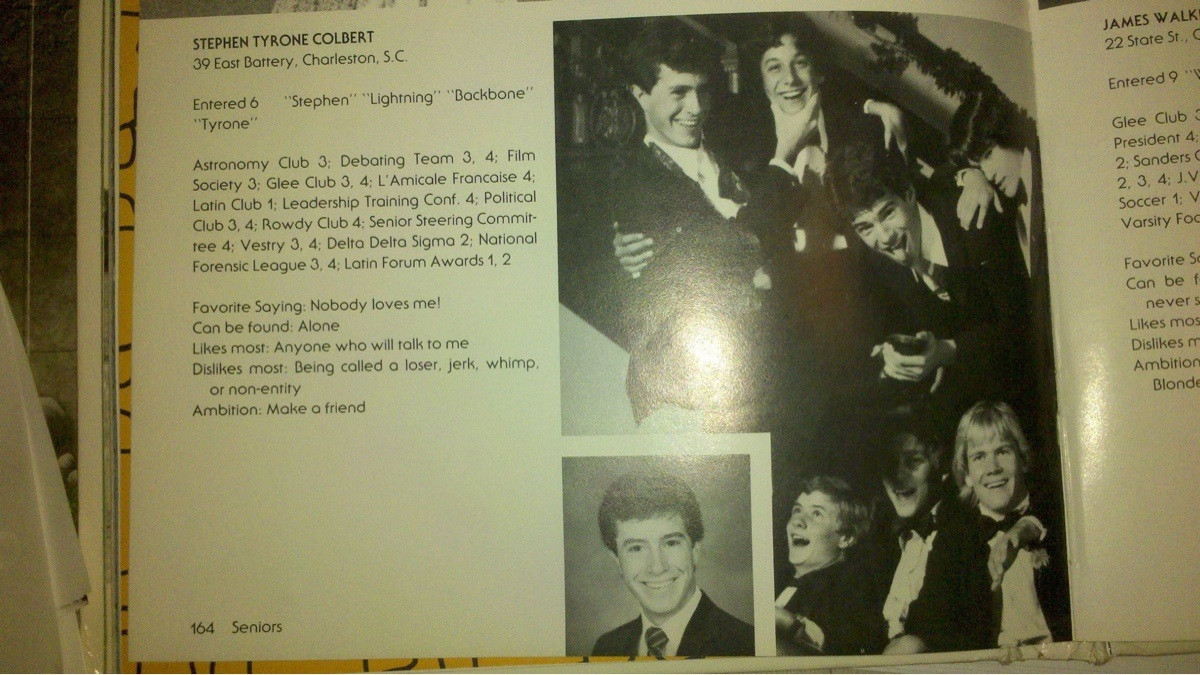 STEPHEN TYRONE COLBERT
39 East Battery, Charleston, S.C.
Entered 6 "Stephen" "Lightning" "Backbone"
"Tyrone"
Astronomy Club 3; Debating Team 3, 4; Film
Society 3; Glee Club 3, 4; L'Amicale Francaise 4;
Latin Club 1; Leadership Training Conf. 4; Political
Club 3, 4; Rowdy Club 4; Senior Steering Commit-
tee 4; Vestry 3, 4; Delta Delta Sigma 2; National
Forensic League 3, 4; Latin Forum Awards 1, 2
Favorite Saying: Nobody loves me!
Can be found: Alone
Likes most: Anyone who will talk to me
Dislikes most: Being called a loser, jerk, whimp,
or non-entity
Ambition: Make a friend
164 Seniors
JAMES
22 State St.,
Entered 9
Glee Club
President 4;
2; Sanders
2, 3, 4; J.V
Soccer 1;
Varsity
Favorite
Can be
never
Likes
Dislikes
Ambition